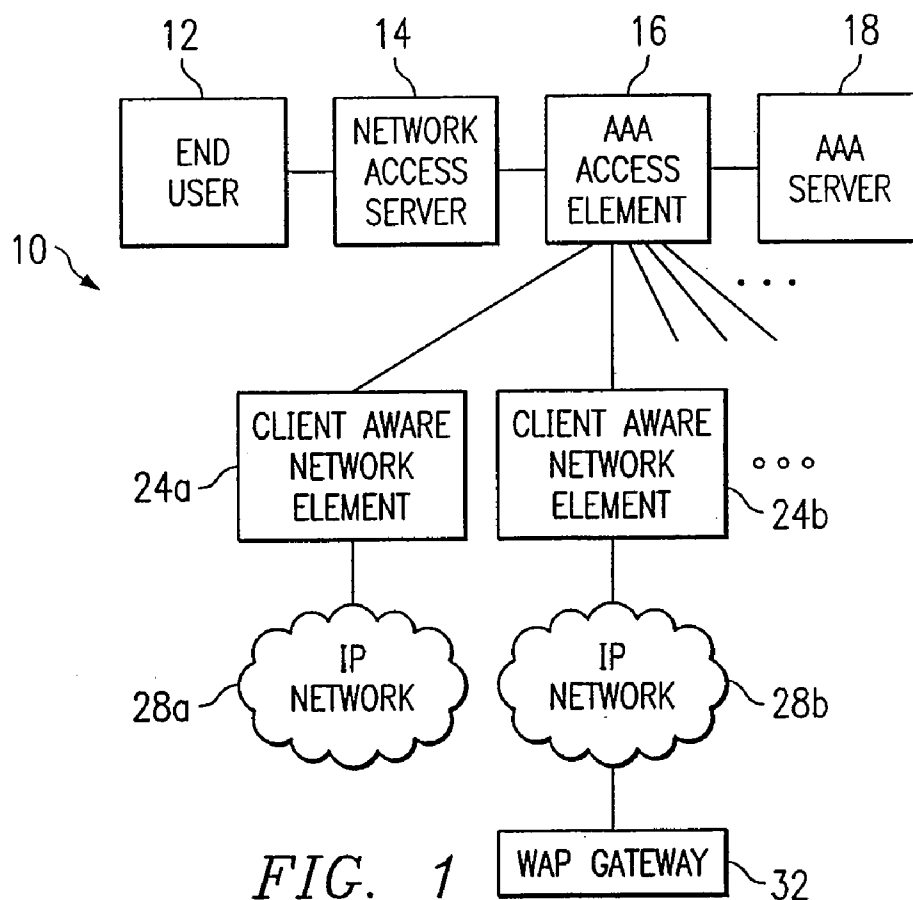 12
14
16
18
END
USER
NETWORK
ACCESS
SERVER
AAA
ACCESS
ELEMENT
AAA
SERVER
10
CLIENT AWARE
NETWORK
ELEMENT
24a
CLIENT AWARE
NETWORK
ELEMENT
24b
IP
NETWORK
28a
IP
NETWORK
28b
WAP GATEWAY
32
FIG. 1